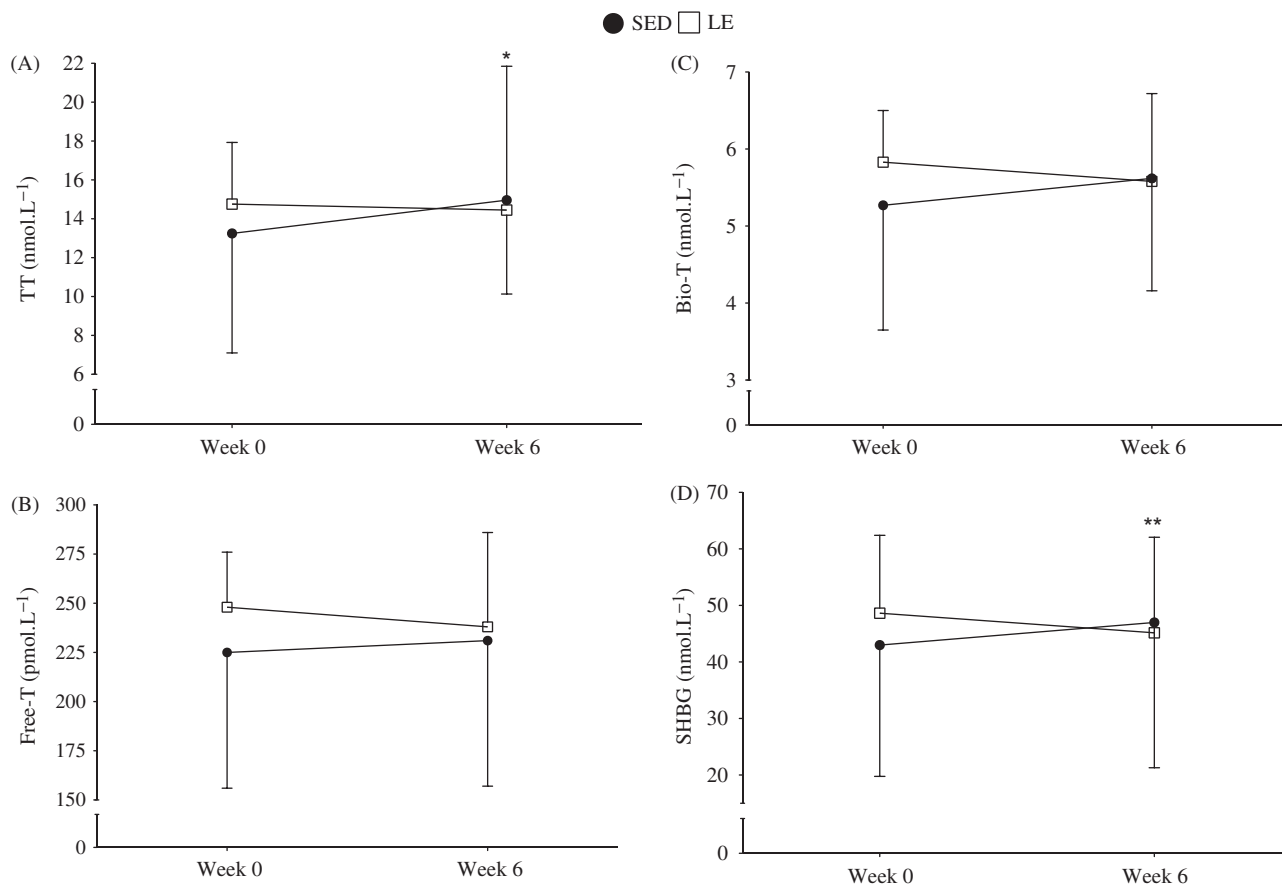 SED LE
(A)
*
22
20
18
16
14
12
10
8
6
0
TT (nmol.L⁻¹)
Week 0 Week 6
(C)
7
6
5
4
3
0
Bio-T (nmol.L⁻¹)
Week 0 Week 6
(B)
300
275
250
225
200
175
150
0
Free-T (pmol.L⁻¹)
Week 0 Week 6
(D)
**
70
60
50
40
30
20
0
SHBG (nmol.L⁻¹)
Week 0 Week 6